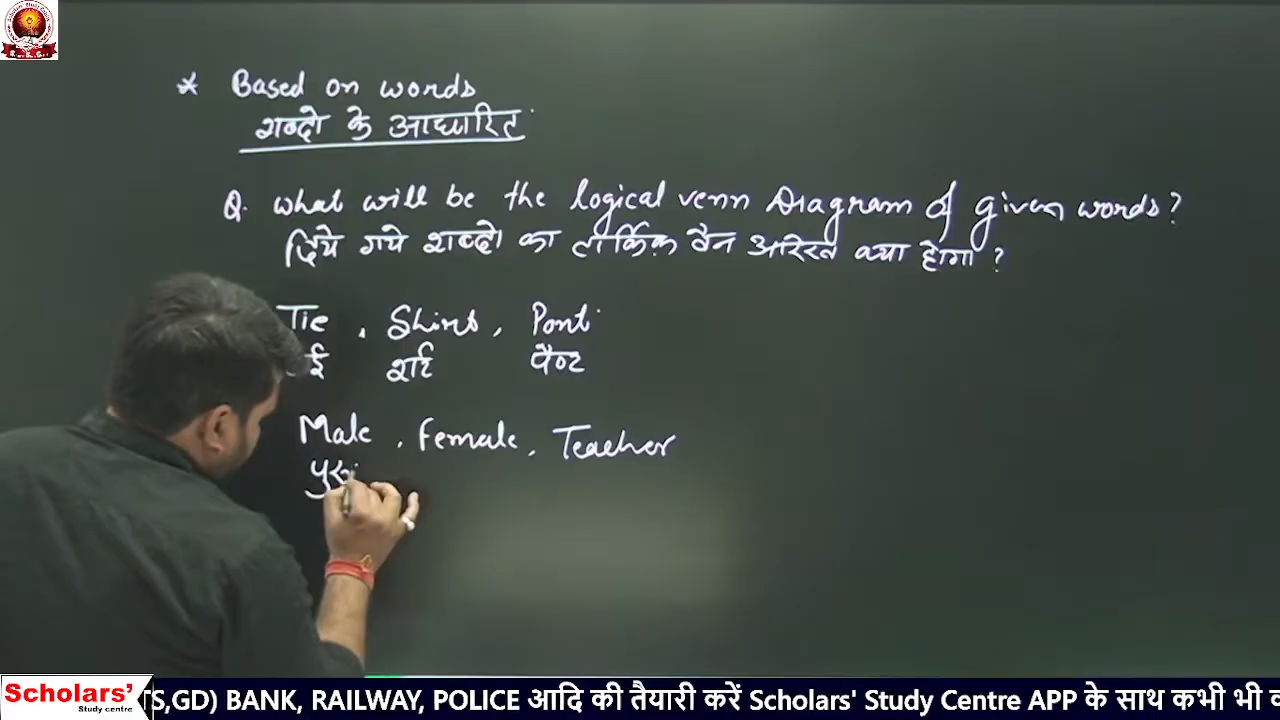 * Based on words
शब्दो के आधारित
Q. What will be the logical venn Diagram of given words?
दिये गये शब्दो का तार्किक वैन आरेख क्या होगा ?
Tie , Shirt , Pant
ई शर्ट पैन्ट
Male , Female , Teacher
पुरु
Scholars'
Study centre
TS,GD) BANK, RAILWAY, POLICE आदि की तैयारी करें Scholars' Study Centre APP के साथ कभी भी